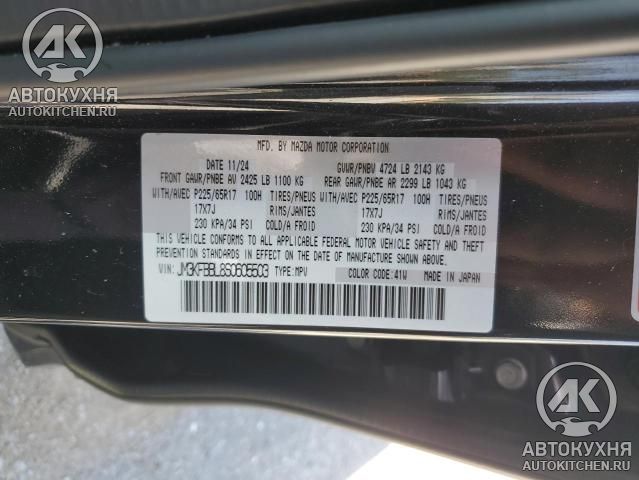 АК
АВТОКУХНЯ
AUTOKITCHEN.RU
MFD. BY MAZDA MOTOR CORPORATION
DATE 11/24 GVWR/PNBV 4724 LB 2143 KG
FRONT GAWR/PNBE AV 2425 LB 1100 KG REAR GAWR/PNBE AR 2299 LB 1043 KG
WITH/AVEC P225/65R17 100H TIRES/PNEUS WITH/AVEC P225/65R17 100H TIRES/PNEUS
17X7J RIMS/JANTES 17X7J RIMS/JANTES
230 KPA/34 PSI COLD/A FROID 230 KPA/34 PSI COLD/A FROID
THIS VEHICLE CONFORMS TO ALL APPLICABLE FEDERAL MOTOR VEHICLE SAFETY AND THEFT
PREVENTION STANDARDS IN EFFECT ON THE DATE OF MANUFACTURE SHOWN ABOVE.
VIN: JM3KFBBL8S0605503 TYPE: MPV COLOR CODE: 41W MADE IN JAPAN
АК
АВТОКУХНЯ
AUTOKITCHEN.RU